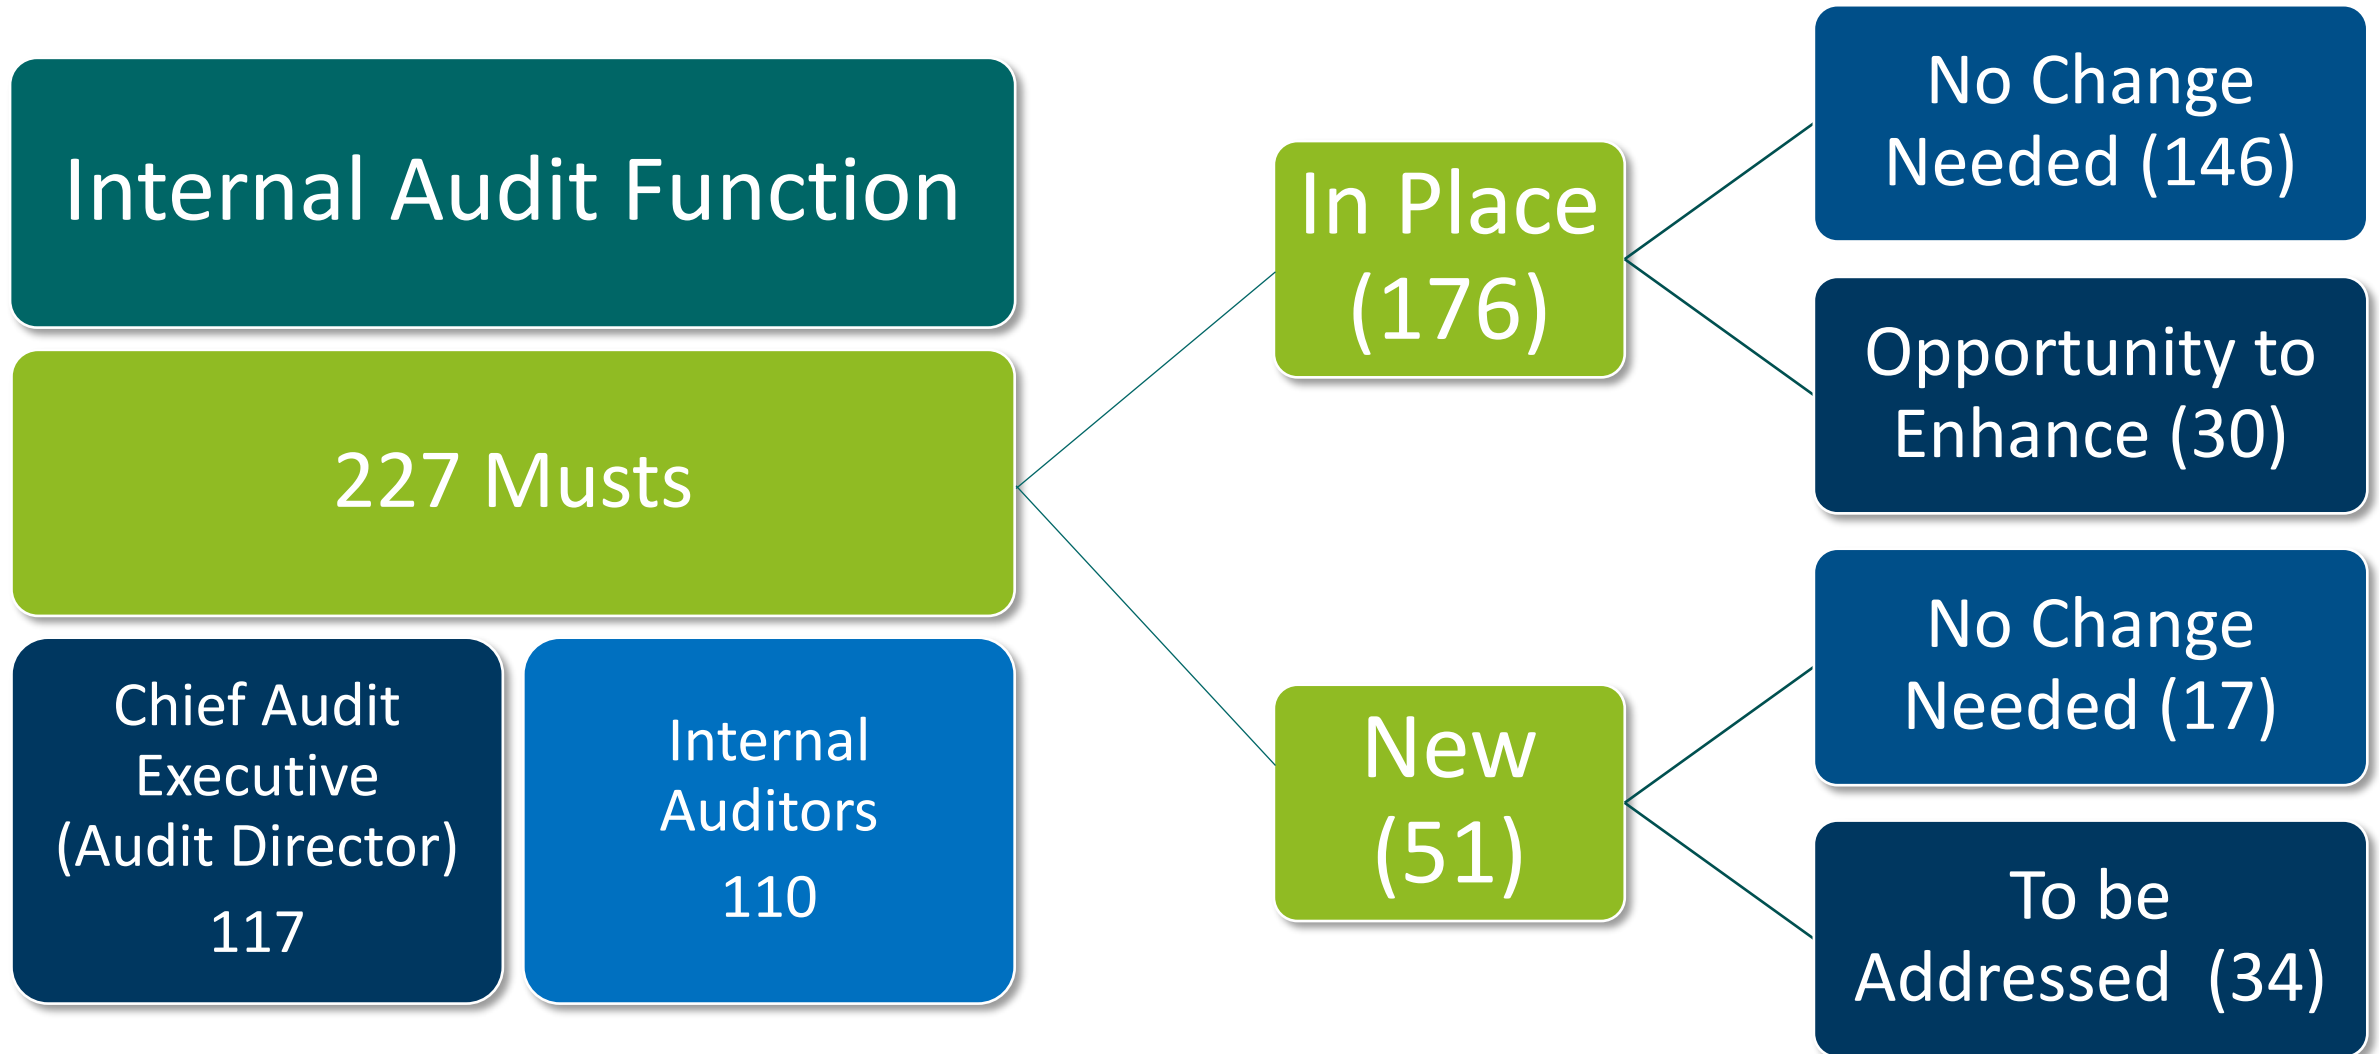 Internal Audit Function
227 Musts
Chief Audit
Executive
(Audit Director)
117
Internal
Auditors
110
In Place
(176)
New
(51)
No Change
Needed (146)
Opportunity to
Enhance (30)
No Change
Needed (17)
To be
Addressed (34)